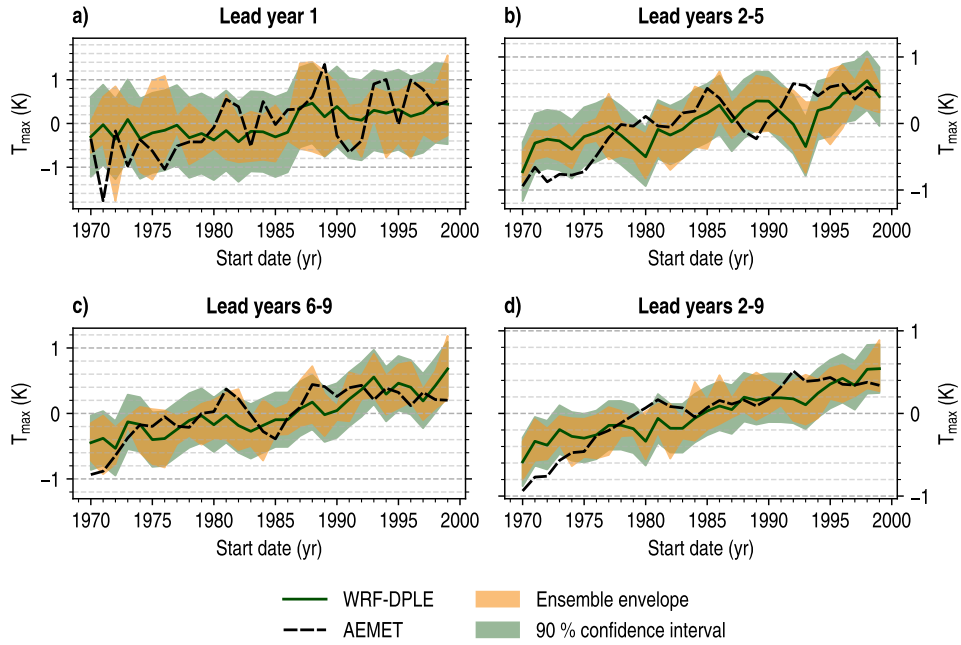 a) Lead year 1
T_max (K)
1
0
−1
1970 1975 1980 1985 1990 1995 2000
Start date (yr)
b) Lead years 2-5
1
0
−1
T_max (K)
1970 1975 1980 1985 1990 1995 2000
Start date (yr)
c) Lead years 6-9
T_max (K)
1
0
−1
1970 1975 1980 1985 1990 1995 2000
Start date (yr)
d) Lead years 2-9
1
0
−1
T_max (K)
1970 1975 1980 1985 1990 1995 2000
Start date (yr)
WRF-DPLE
AEMET
Ensemble envelope
90 % confidence interval